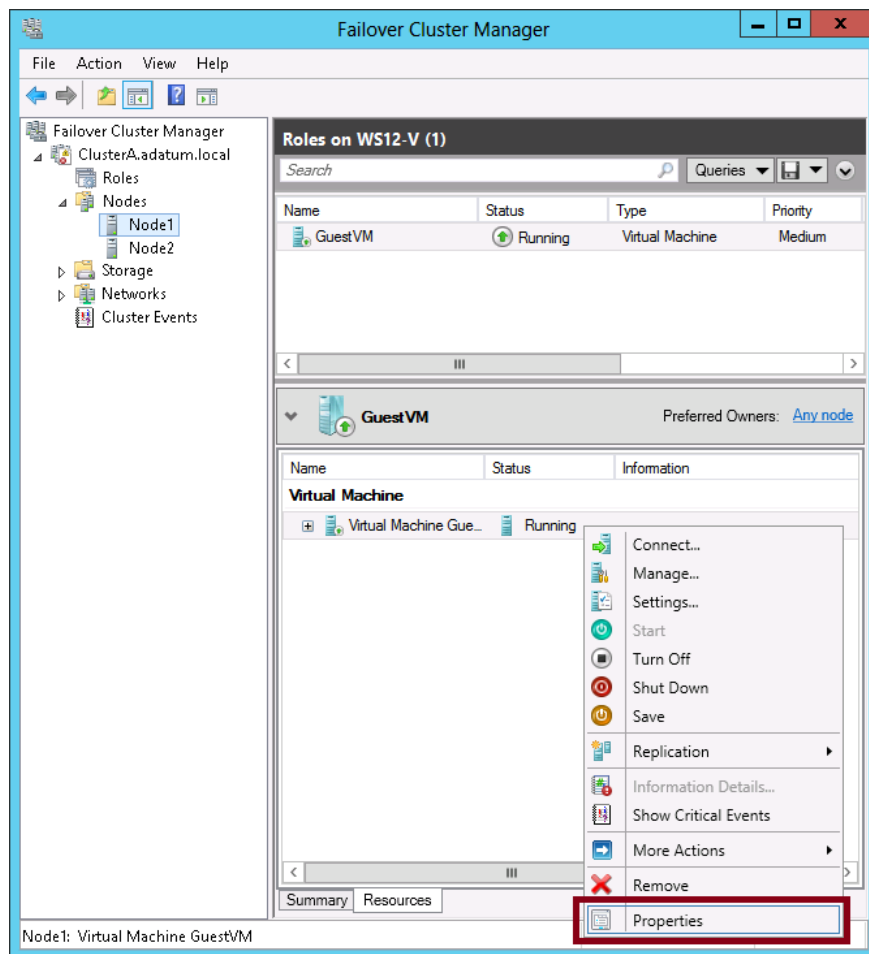 Failover Cluster Manager
File Action View Help
Failover Cluster Manager
ClusterA.adatum.local
Roles
Nodes
Node1
Node2
Storage
Networks
Cluster Events
Roles on WS12-V (1)
Search
Queries
Name Status Type Priority
GuestVM Running Virtual Machine Medium
GuestVM Preferred Owners: Any node
Name Status Information
Virtual Machine
Virtual Machine Gue... Running
Connect...
Manage...
Settings...
Start
Turn Off
Shut Down
Save
Replication
Information Details...
Show Critical Events
More Actions
Remove
Properties
Summary Resources
Node1: Virtual Machine GuestVM